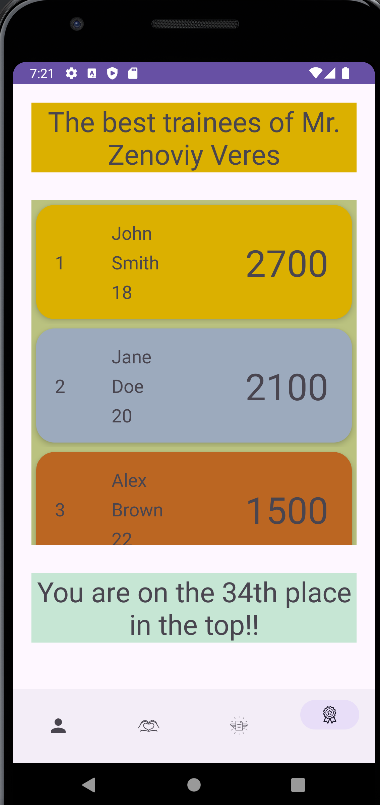 7:21
The best trainees of Mr.
Zenoviy Veres
John
1 Smith 2700
18
Jane
2 Doe 2100
20
Alex
3 Brown 1500
22
You are on the 34th place
in the top!!